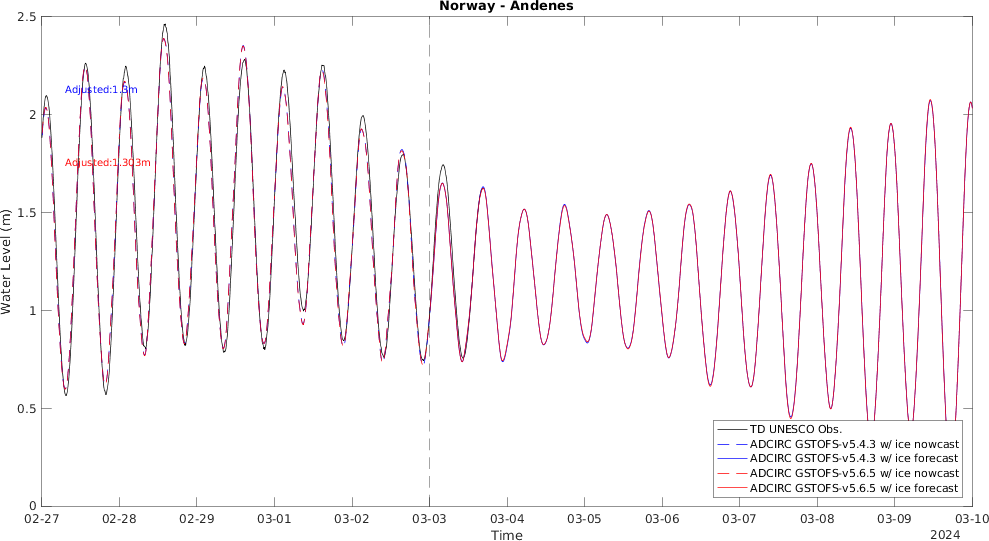 Norway - Andenes
2.5
2
1.5
1
0.5
0
Water Level (m)
Adjusted:1.3m
Adjusted:1.303m
TD UNESCO Obs.
ADCIRC GSTOFS-v5.4.3 w/ ice nowcast
ADCIRC GSTOFS-v5.4.3 w/ ice forecast
ADCIRC GSTOFS-v5.6.5 w/ ice nowcast
ADCIRC GSTOFS-v5.6.5 w/ ice forecast
02-27 02-28 02-29 03-01 03-02 03-03 03-04 03-05 03-06 03-07 03-08 03-09 03-10
Time
2024